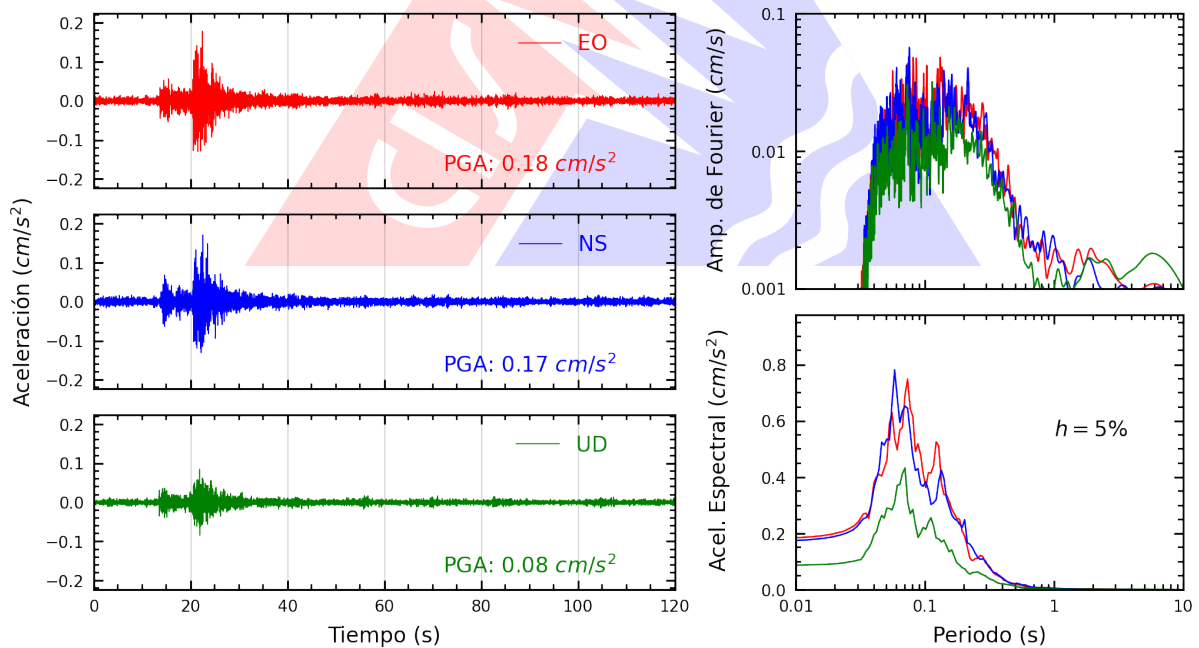 Aceleración (cm/s²)
0.2
0.1
0.0
−0.1
−0.2
EO
PGA: 0.18 cm/s²
0.2
0.1
0.0
−0.1
−0.2
NS
PGA: 0.17 cm/s²
0.2
0.1
0.0
−0.1
−0.2
UD
PGA: 0.08 cm/s²
0 20 40 60 80 100 120
Tiempo (s)
Amp. de Fourier (cm/s)
0.1
0.01
0.001
Acel. Espectral (cm/s²)
0.8
0.6
0.4
0.2
0.0
h = 5%
0.01 0.1 1 10
Periodo (s)